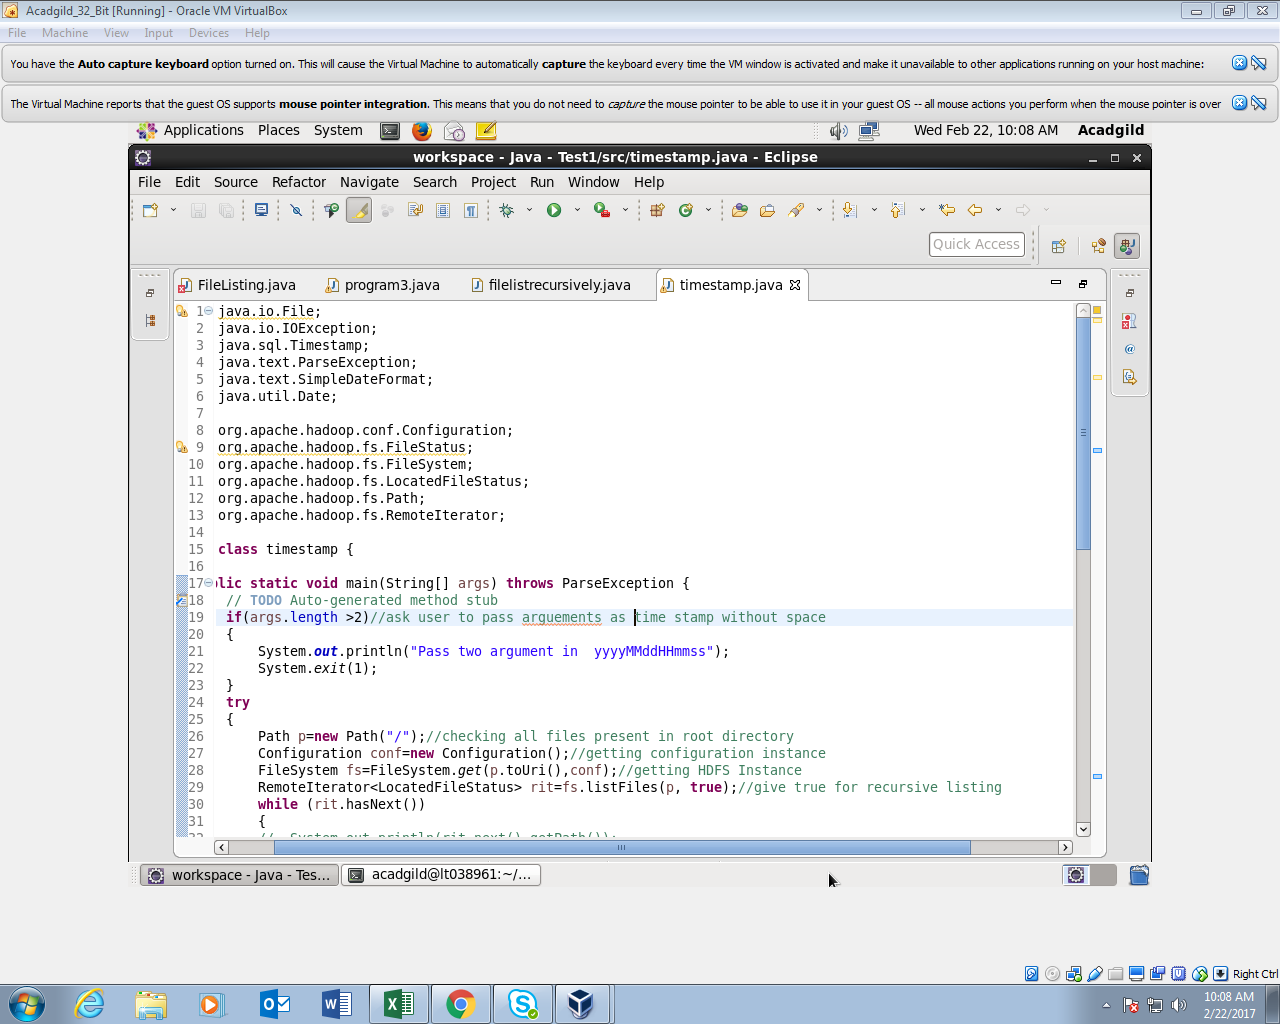 Acadgild_32_Bit [Running] - Oracle VM VirtualBox
File Machine View Input Devices Help
You have the Auto capture keyboard option turned on. This will cause the Virtual Machine to automatically capture the keyboard every time the VM window is activated and make it unavailable to other applications running on your host machine:
The Virtual Machine reports that the guest OS supports mouse pointer integration. This means that you do not need to capture the mouse pointer to be able to use it in your guest OS -- all mouse actions you perform when the mouse pointer is over
Applications Places System Wed Feb 22, 10:08 AM Acadgild
workspace - Java - Test1/src/timestamp.java - Eclipse
File Edit Source Refactor Navigate Search Project Run Window Help
Quick Access
FileListing.java program3.java filelistrecursively.java timestamp.java
1 java.io.File;
2 java.io.IOException;
3 java.sql.Timestamp;
4 java.text.ParseException;
5 java.text.SimpleDateFormat;
6 java.util.Date;
7
8 org.apache.hadoop.conf.Configuration;
9 org.apache.hadoop.fs.FileStatus;
10 org.apache.hadoop.fs.FileSystem;
11 org.apache.hadoop.fs.LocatedFileStatus;
12 org.apache.hadoop.fs.Path;
13 org.apache.hadoop.fs.RemoteIterator;
14
15 class timestamp {
16
17 lic static void main(String[] args) throws ParseException {
18 // TODO Auto-generated method stub
19 if(args.length >2)//ask user to pass arguements as time stamp without space
20 {
21 System.out.println("Pass two argument in  yyyyMMddHHmmss");
22 System.exit(1);
23 }
24 try
25 {
26 Path p=new Path("/");//checking all files present in root directory
27 Configuration conf=new Configuration();//getting configuration instance
28 FileSystem fs=FileSystem.get(p.toUri(),conf);//getting HDFS Instance
29 RemoteIterator<LocatedFileStatus> rit=fs.listFiles(p, true);//give true for recursive listing
30 while (rit.hasNext())
31 {
32 // System.out.println(rit.next().getPath());
workspace - Java - Tes... acadgild@lt038961:~/...
Right Ctrl
10:08 AM
2/22/2017